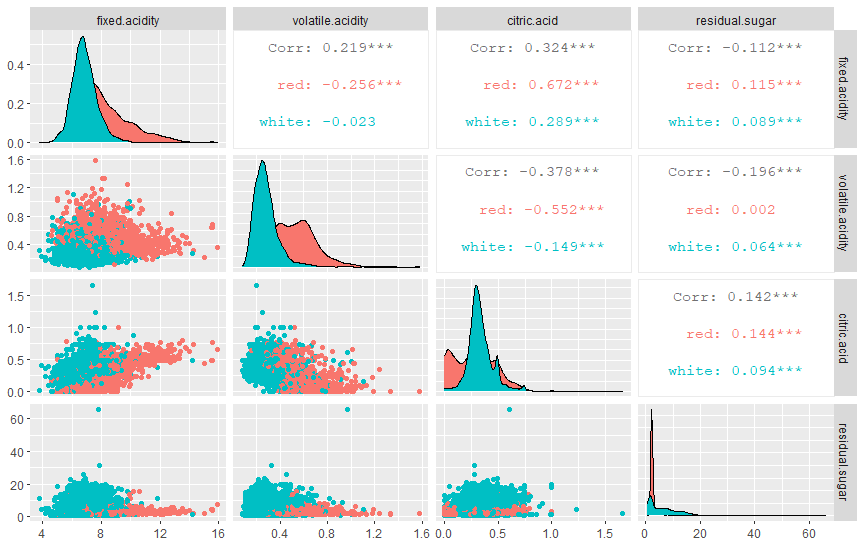 fixed.acidity volatile.acidity citric.acid residual.sugar
Corr: 0.219*** Corr: 0.324*** Corr: -0.112***
red: -0.256*** red: 0.672*** red: 0.115***
white: -0.023 white: 0.289*** white: 0.089***
0.4
0.2
0.0
fixed.acidity
Corr: -0.378*** Corr: -0.196***
red: -0.552*** red: 0.002
white: -0.149*** white: 0.064***
1.6
1.2
0.8
0.4
volatile.acidity
Corr: 0.142***
red: 0.144***
white: 0.094***
1.5
1.0
0.5
0.0
citric.acid
60
40
20
0
residual.sugar
4 8 12 16 0.4 0.8 1.2 1.6 0.0 0.5 1.0 1.5 0 20 40 60